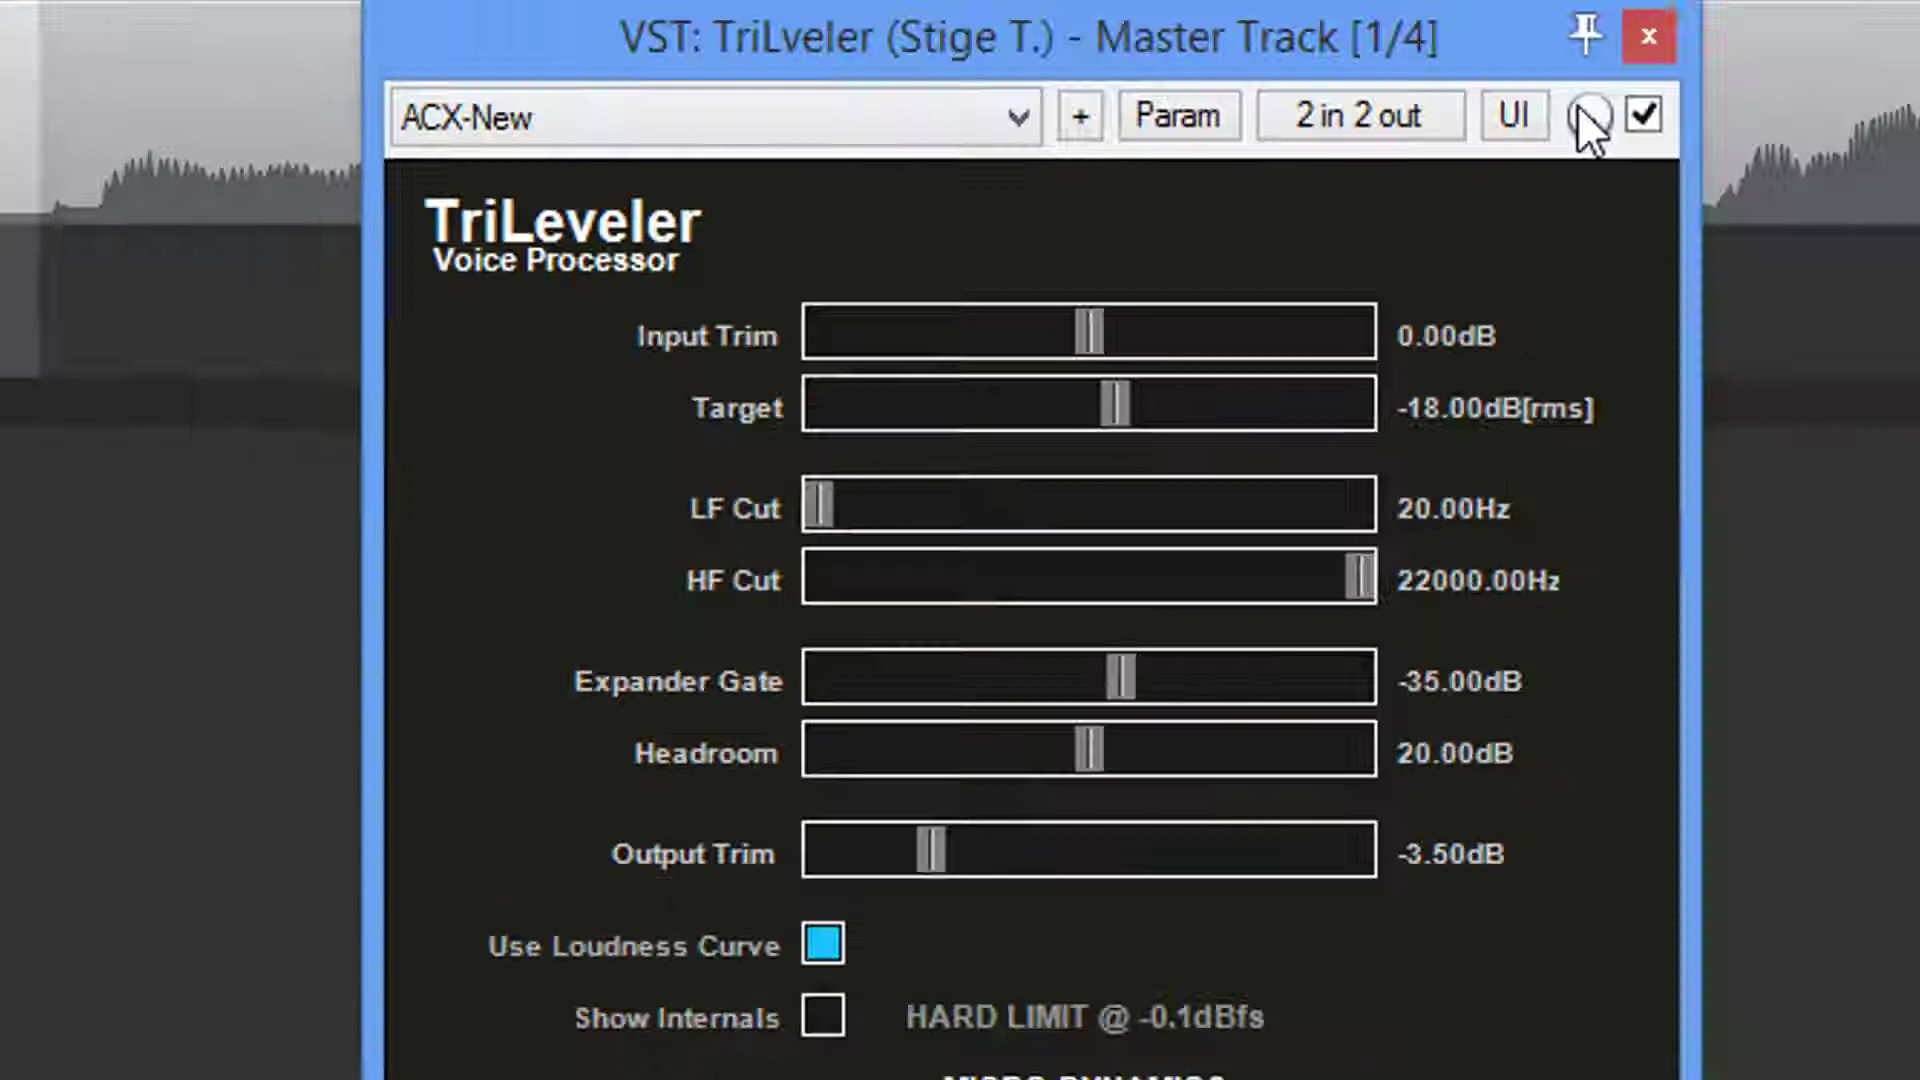 VST: TriLveler (Stige T.) - Master Track [1/4]
x
ACX-New
+
Param
2 in 2 out
UI
TriLeveler
Voice Processor
Input Trim
0.00dB
Target
-18.00dB[rms]
LF Cut
20.00Hz
HF Cut
22000.00Hz
Expander Gate
-35.00dB
Headroom
20.00dB
Output Trim
-3.50dB
Use Loudness Curve
Show Internals
HARD LIMIT @ -0.1dBfs